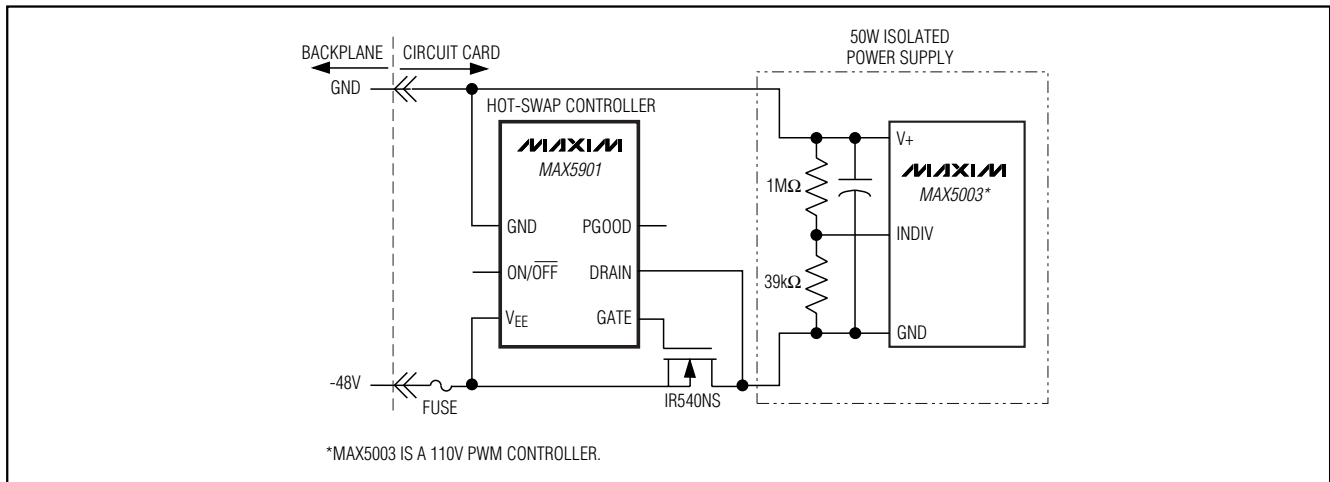 50W ISOLATED
POWER SUPPLY
BACKPLANE
CIRCUIT CARD
GND
HOT-SWAP CONTROLLER
MAXIM
MAX5901
GND
PGOOD
ON/OFF
DRAIN
VEE
GATE
-48V
FUSE
IR540NS
V+
MAXIM
MAX5003*
1MΩ
INDIV
39kΩ
GND
*MAX5003 IS A 110V PWM CONTROLLER.